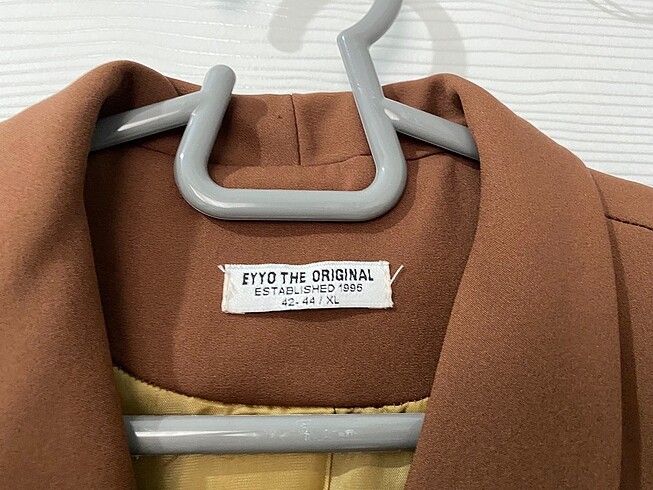 EYYO THE ORIGINAL
ESTABLISHED 1995
42- 44 / XL